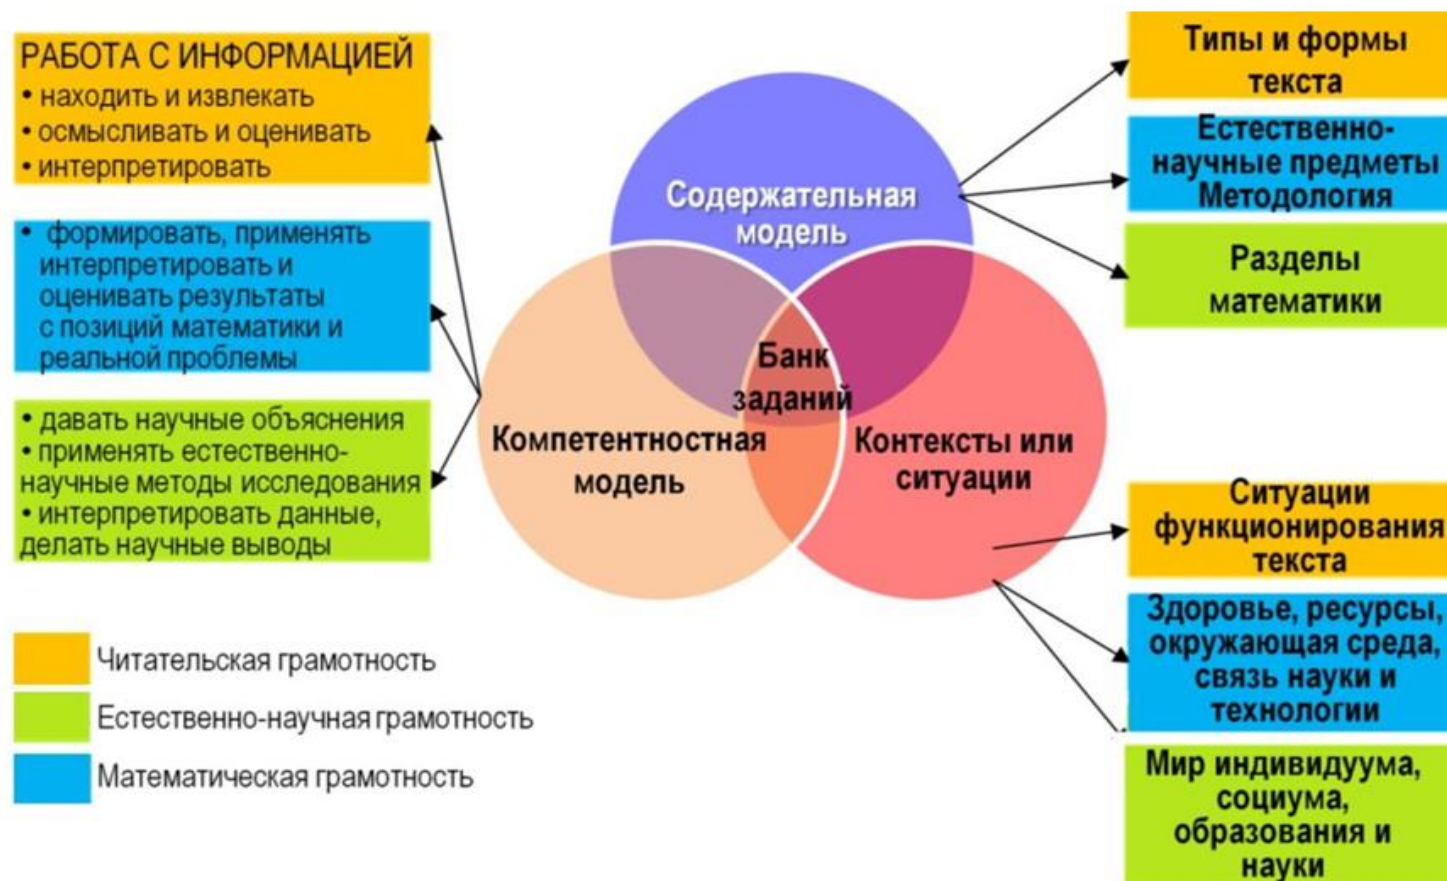 РАБОТА С ИНФОРМАЦИЕЙ
• находить и извлекать
• осмысливать и оценивать
• интерпретировать
• формировать, применять
интерпретировать и
оценивать результаты
с позиций математики и
реальной проблемы
• давать научные объяснения
• применять естественно-
научные методы исследования
• интерпретировать данные,
делать научные выводы
Содержательная
модель
Банк
заданий
Компетентностная
модель
Контексты или
ситуации
Типы и формы
текста
Естественно-
научные предметы
Методология
Разделы
математики
Ситуации
функционирования
текста
Здоровье, ресурсы,
окружающая среда,
связь науки и
технологии
Мир индивидуума,
социума,
образования и
науки
Читательская грамотность
Естественно-научная грамотность
Математическая грамотность